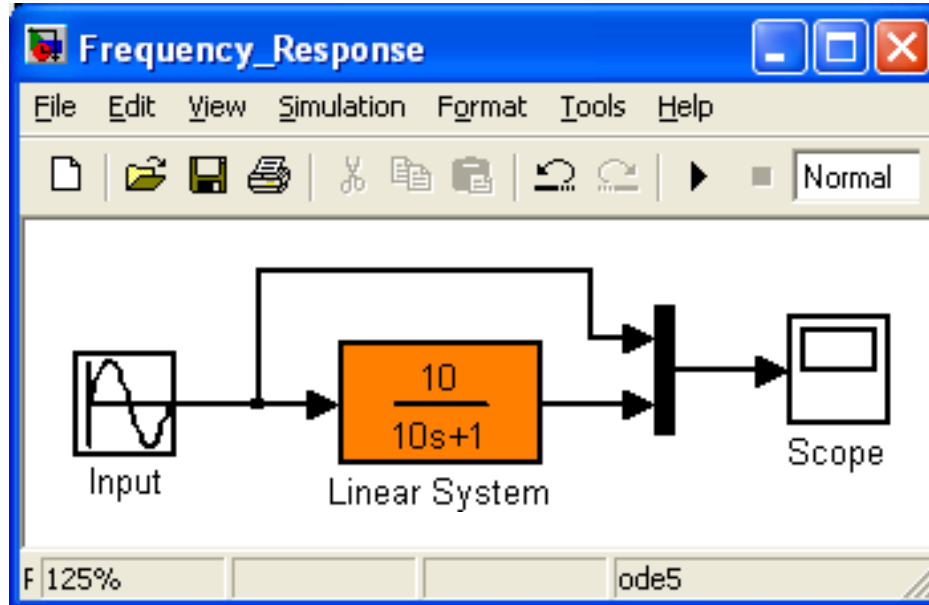 Frequency_Response
File Edit View Simulation Format Tools Help
Normal
10
10s+1
Input
Linear System
Scope
F 125% ode5